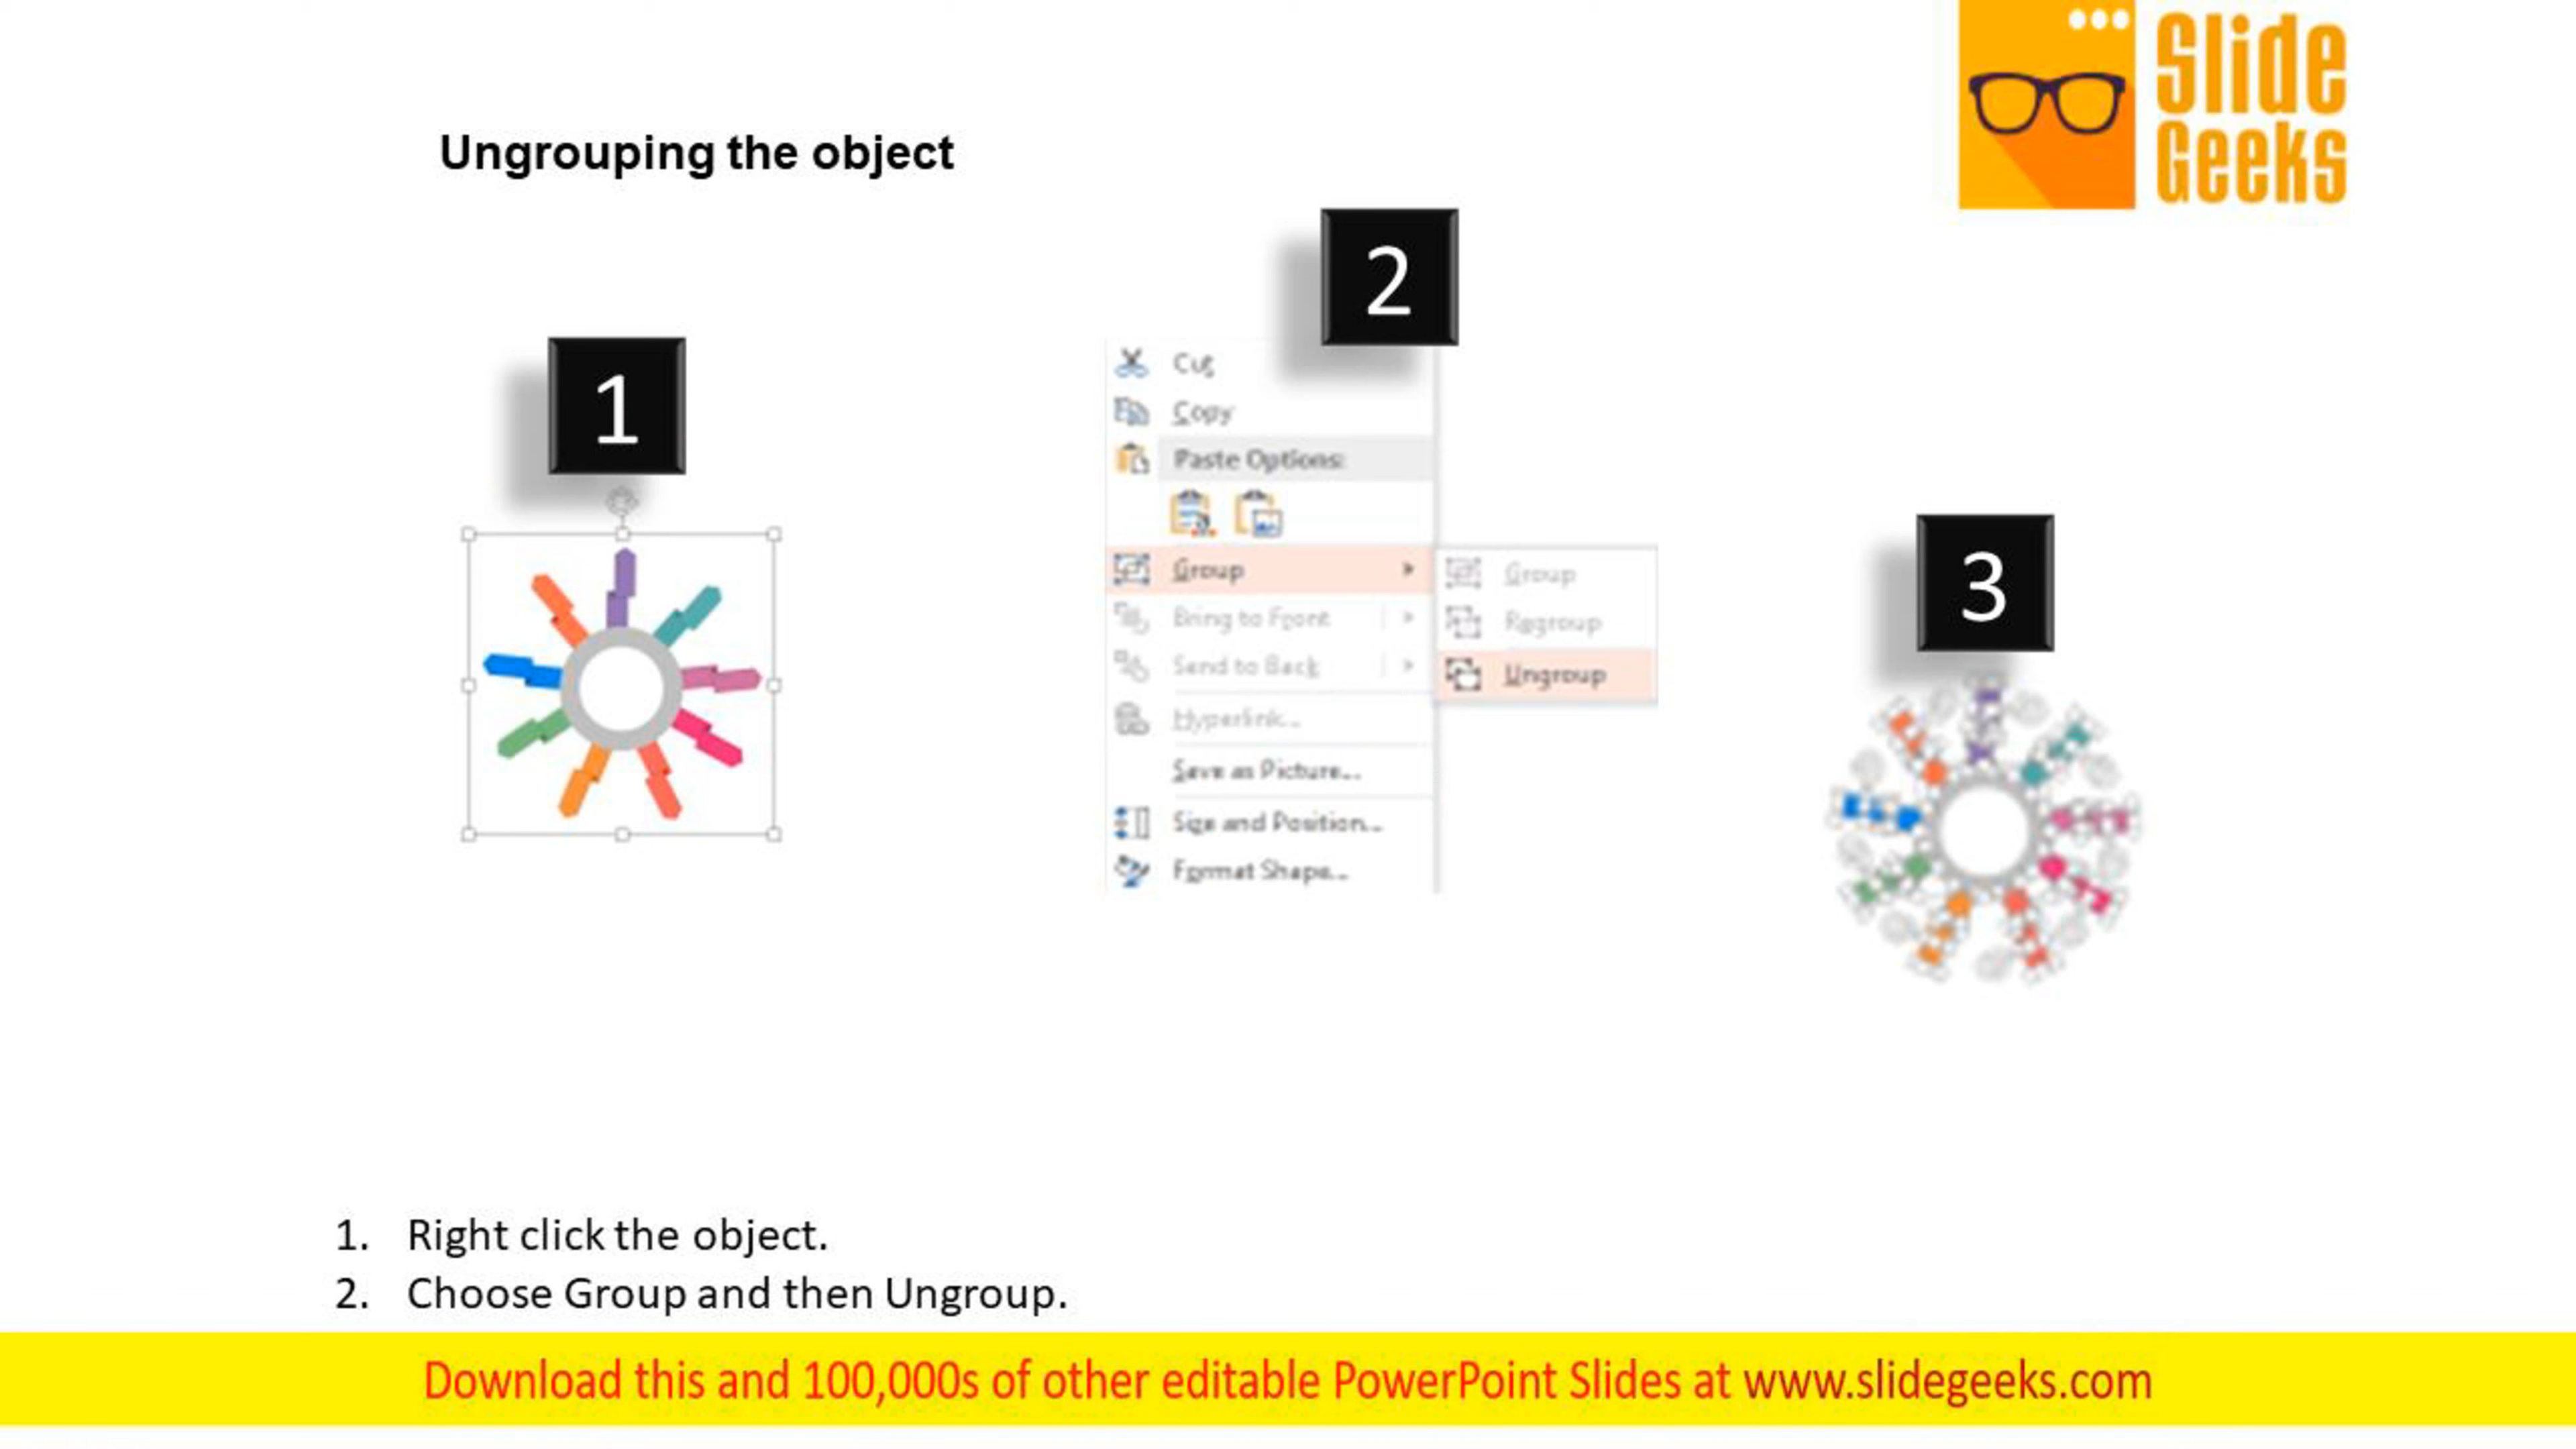 Slide
Geeks
Ungrouping the object
2
1
Cut
Copy
Paste Options:
3
Group
Group
Bring to Front
Regroup
Send to Back
Ungroup
Hyperlink...
Save as Picture...
Size and Position...
Format Shape...
1. Right click the object.
2. Choose Group and then Ungroup.
Download this and 100,000s of other editable PowerPoint Slides at www.slidegeeks.com